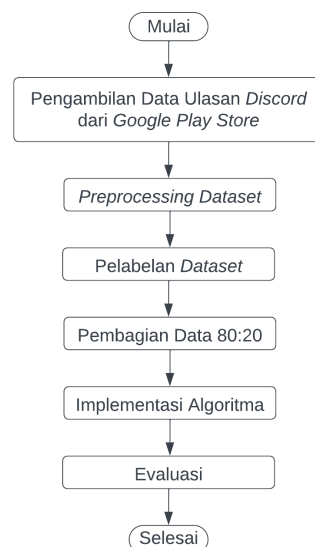 Mulai
Pengambilan Data Ulasan Discord
dari Google Play Store
Preprocessing Dataset
Pelabelan Dataset
Pembagian Data 80:20
Implementasi Algoritma
Evaluasi
Selesai